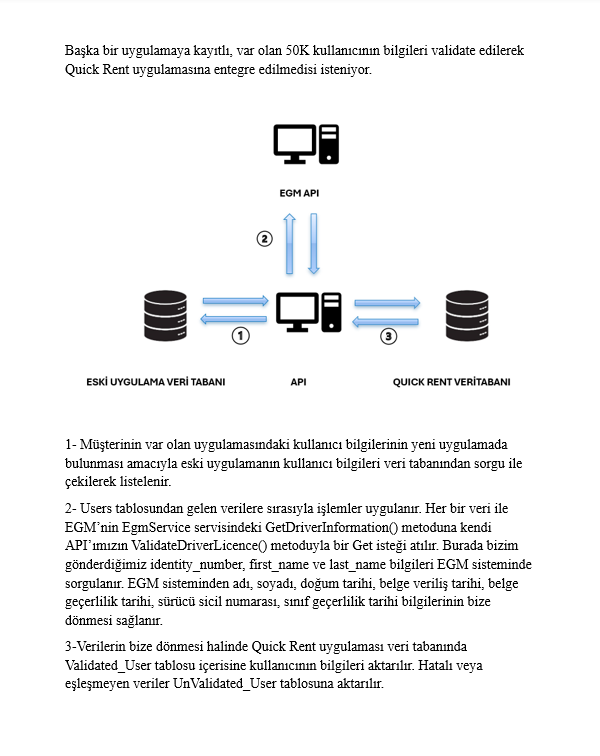 Başka bir uygulamaya kayıtlı, var olan 50K kullanıcının bilgileri validate edilerek
Quick Rent uygulamasına entegre edilmedisi isteniyor.
EGM API
2
1
3
ESKİ UYGULAMA VERİ TABANI
API
QUICK RENT VERİTABANI
1- Müşterinin var olan uygulamasındaki kullanıcı bilgilerinin yeni uygulamada
bulunması amacıyla eski uygulamanın kullanıcı bilgileri veri tabanından sorgu ile
çekilerek listelenir.
2- Users tablosundan gelen verilere sırasıyla işlemler uygulanır. Her bir veri ile
EGM’nin EgmService servisindeki GetDriverInformation() metoduna kendi
API’ımızın ValidateDriverLicence() metoduyla bir Get isteği atılır. Burada bizim
gönderdiğimiz identity_number, first_name ve last_name bilgileri EGM sisteminde
sorgulanır. EGM sisteminden adı, soyadı, doğum tarihi, belge veriliş tarihi, belge
geçerlilik tarihi, sürücü sicil numarası, sınıf geçerlilik tarihi bilgilerinin bize
dönmesi sağlanır.
3-Verilerin bize dönmesi halinde Quick Rent uygulaması veri tabanında
Validated_User tablosu içerisine kullanıcının bilgileri aktarılır. Hatalı veya
eşleşmeyen veriler UnValidated_User tablosuna aktarılır.